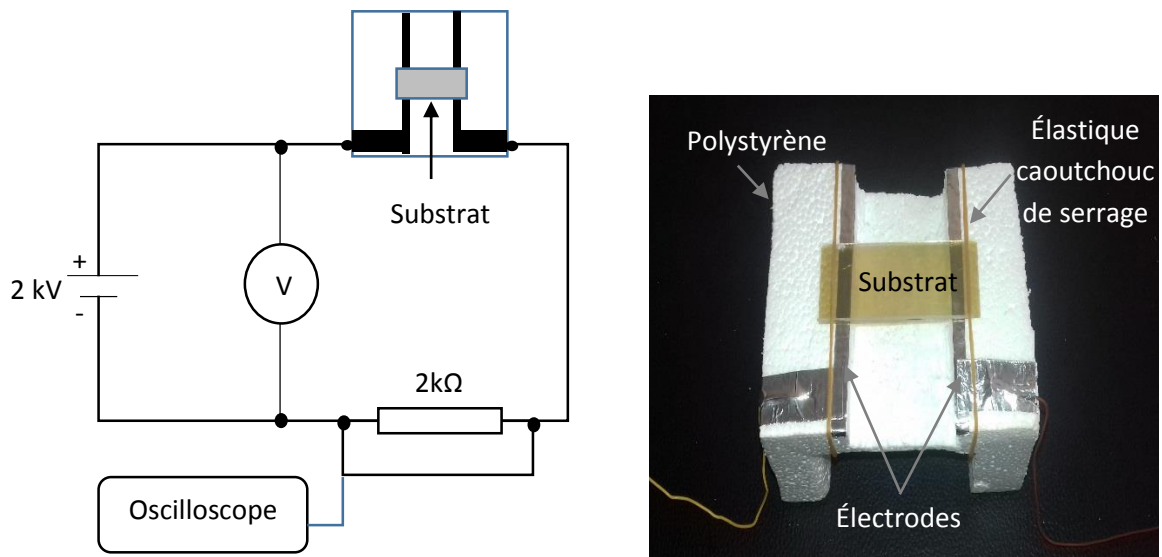 Substrat
+
2 kV
-
V
2kΩ
Oscilloscope
Polystyrène
Élastique
caoutchouc
de serrage
Substrat
Électrodes